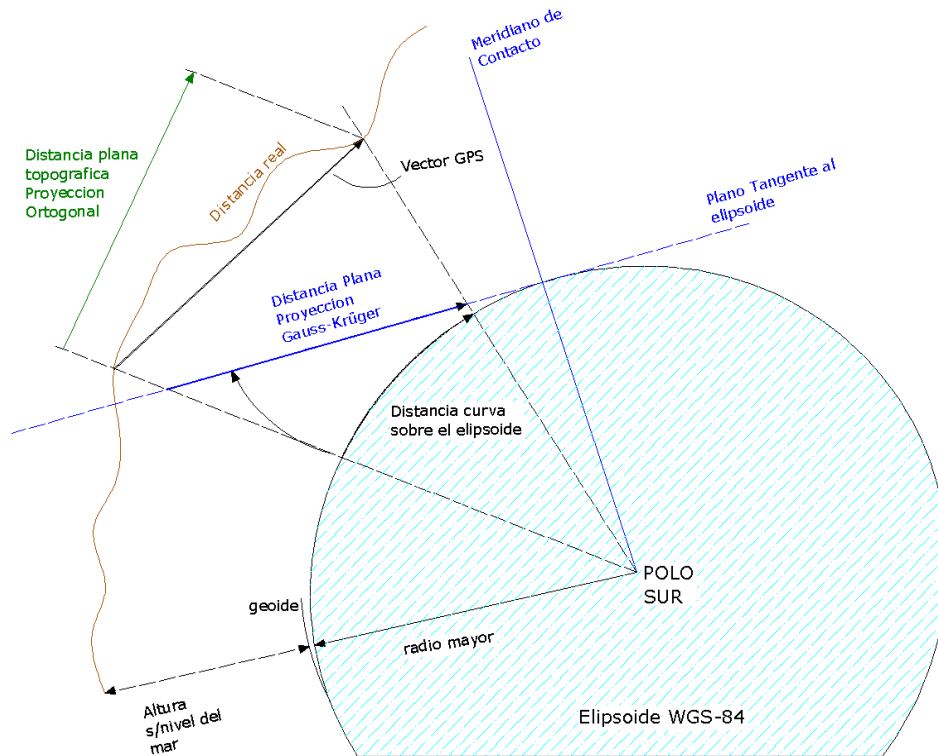 Meridiano de
Contacto
Distancia plana
topografica
Proyeccion
Ortogonal
Distancia real
Vector GPS
Plano Tangente al
elipsoide
Distancia Plana
Proyeccion
Gauss-Krűger
Distancia curva
sobre el elipsoide
POLO
SUR
geoide
radio mayor
Altura
s/nivel del
mar
Elipsoide WGS-84